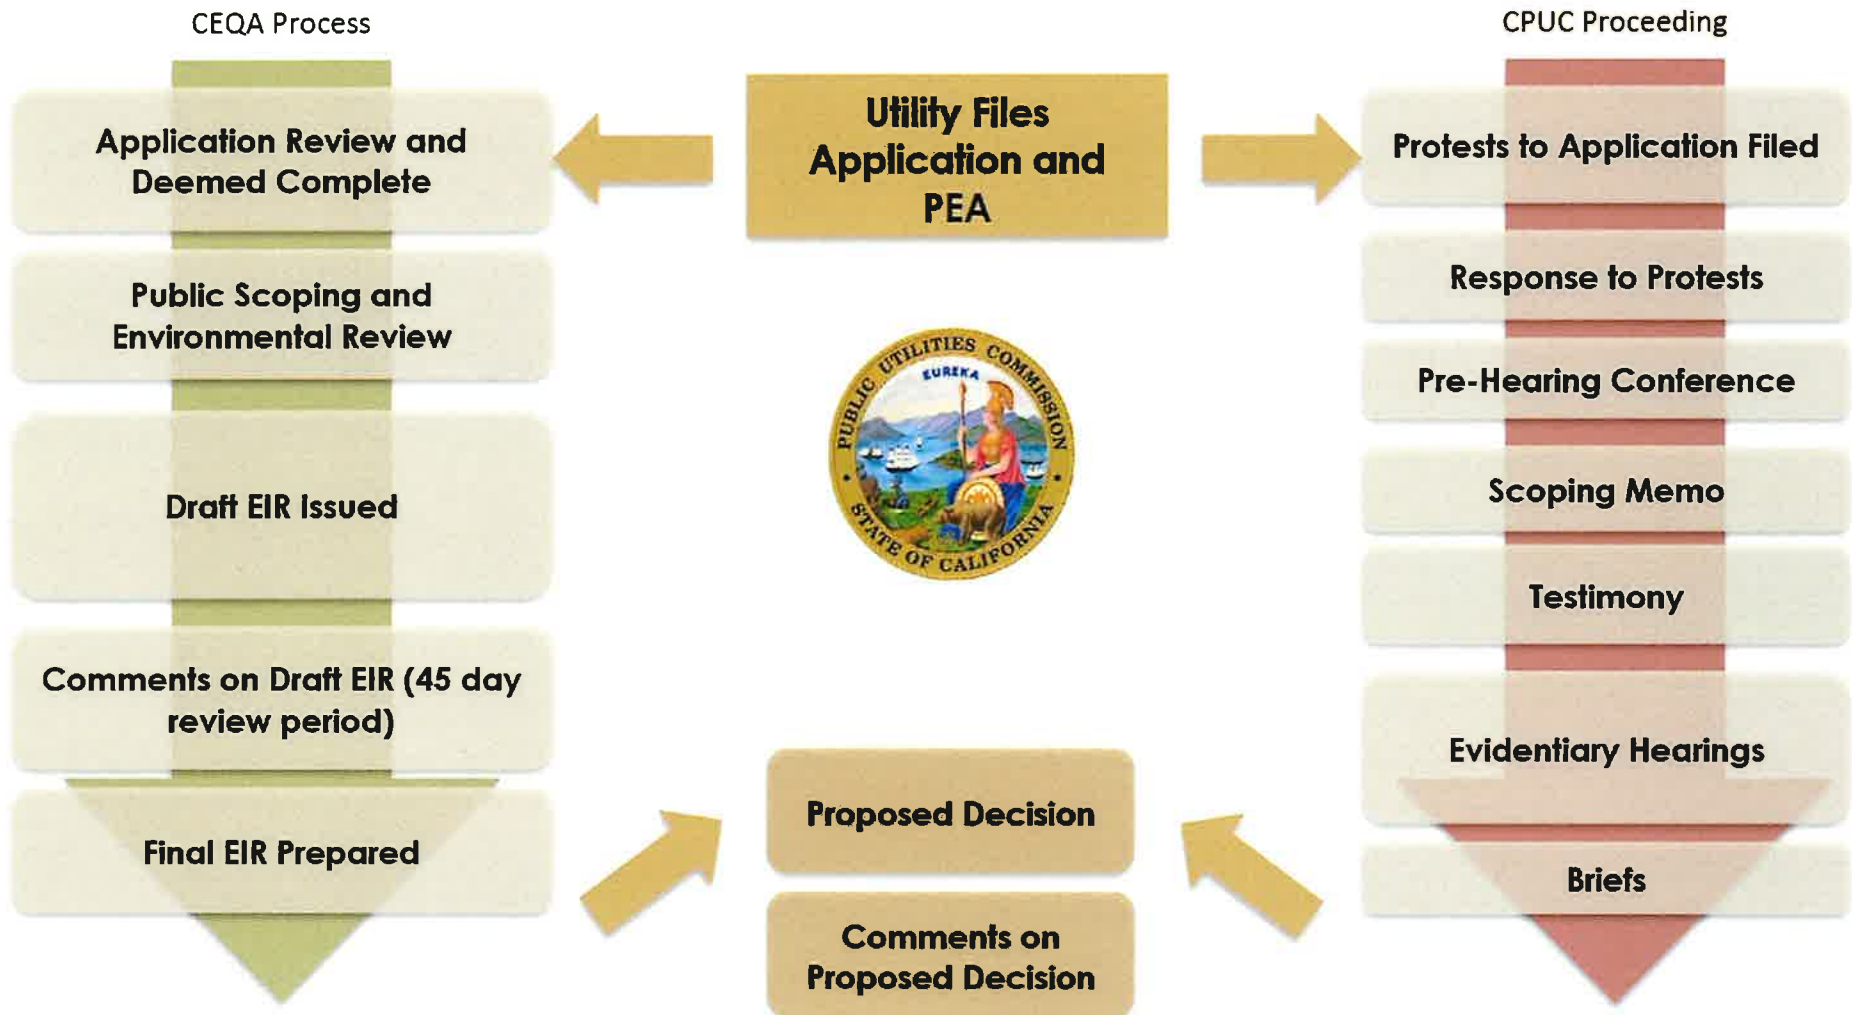 CEQA Process
Application Review and
Deemed Complete
Public Scoping and
Environmental Review
Draft EIR Issued
Comments on Draft EIR (45 day
review period)
Final EIR Prepared
Utility Files
Application and
PEA
PUBLIC UTILITIES COMMISSION
EUREKA
STATE OF CALIFORNIA
Proposed Decision
Comments on
Proposed Decision
CPUC Proceeding
Protests to Application Filed
Response to Protests
Pre-Hearing Conference
Scoping Memo
Testimony
Evidentiary Hearings
Briefs